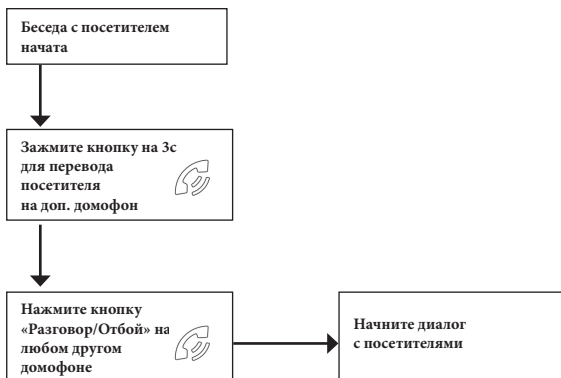 Беседа с посетителем
начата
Зажмите кнопку на 3с
для перевода
посетителя
на доп. домофон
Нажмите кнопку
«Разговор/Отбой» на
любом другом
домофоне
Начните диалог
с посетителями